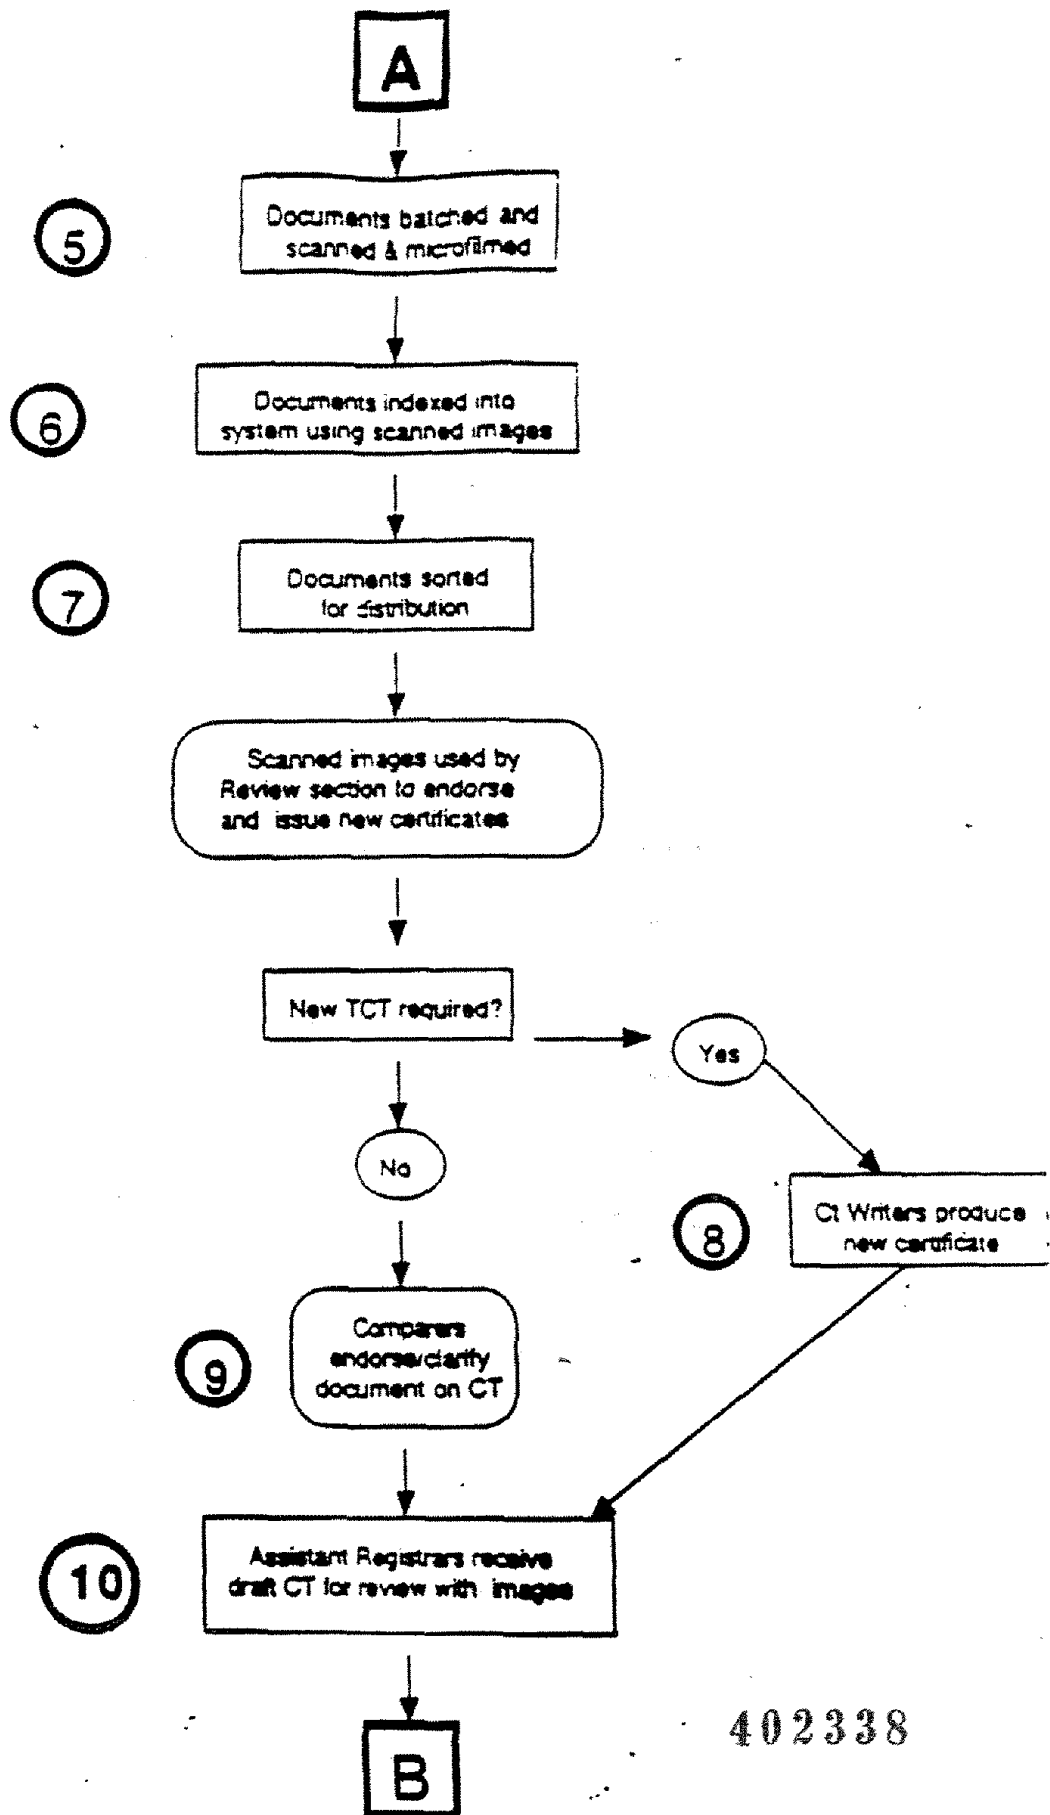 A
5
Documents batched and
scanned & microfilmed
6
Documents indexed into
system using scanned images
7
Documents sorted
for distribution
Scanned images used by
Review section to endorse
and issue new certificates
New TCT required?
Yes
No
8
Ct Writers produce
new certificate
9
Comparers
endorse/clarify
document on CT
10
Assistant Registrars receive
draft CT for review with images
402338
B